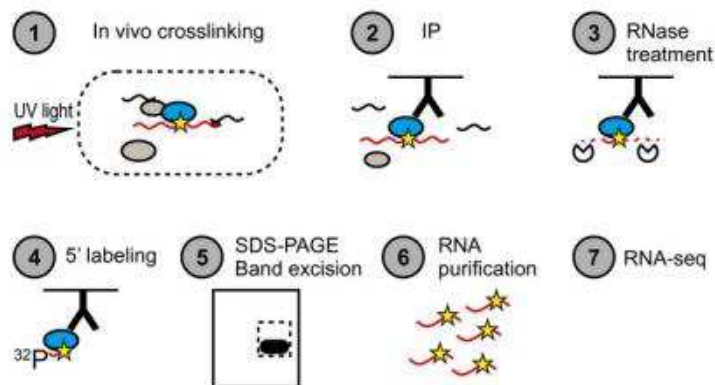 1 In vivo crosslinking
UV light
2 IP
3 RNase
treatment
4 5' labeling
32P
5 SDS-PAGE
Band excision
6 RNA
purification
7 RNA-seq